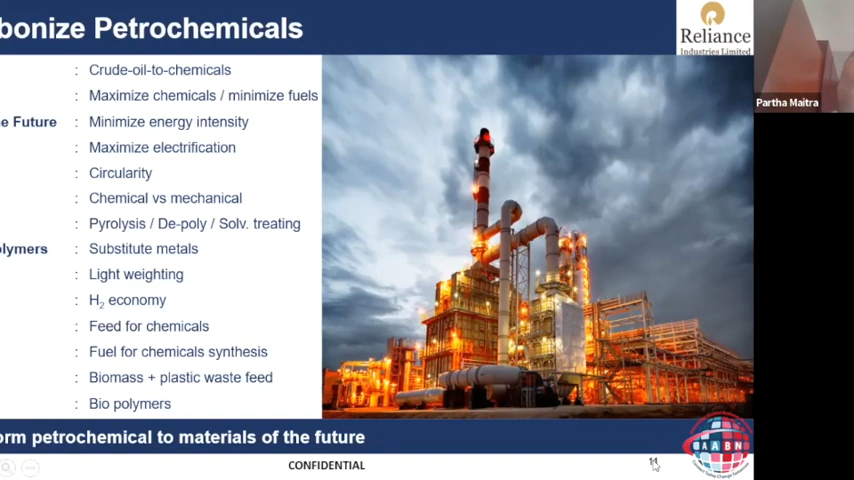 bonize Petrochemicals
Reliance
Industries Limited
Partha Maitra
: Crude-oil-to-chemicals
: Maximize chemicals / minimize fuels
e Future : Minimize energy intensity
: Maximize electrification
: Circularity
: Chemical vs mechanical
: Pyrolysis / De-poly / Solv. treating
olymers : Substitute metals
: Light weighting
: H₂ economy
: Feed for chemicals
: Fuel for chemicals synthesis
: Biomass + plastic waste feed
: Bio polymers
orm petrochemical to materials of the future
CONFIDENTIAL
AABN